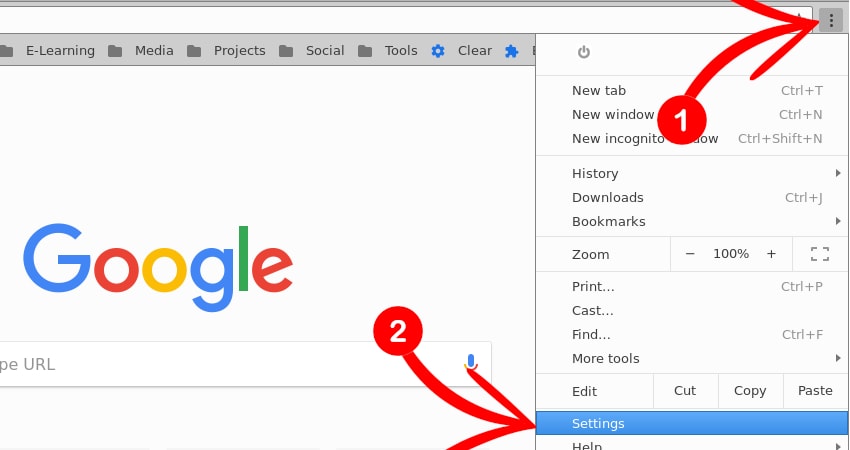 E-Learning Media Projects Social Tools Clear
New tab Ctrl+T
New window Ctrl+N
1
New incognito Ctrl+Shift+N
History
Downloads Ctrl+J
Bookmarks
Zoom − 100% +
Google
Print... Ctrl+P
Cast...
2
Find... Ctrl+F
pe URL
More tools
Edit Cut Copy Paste
Settings
Help